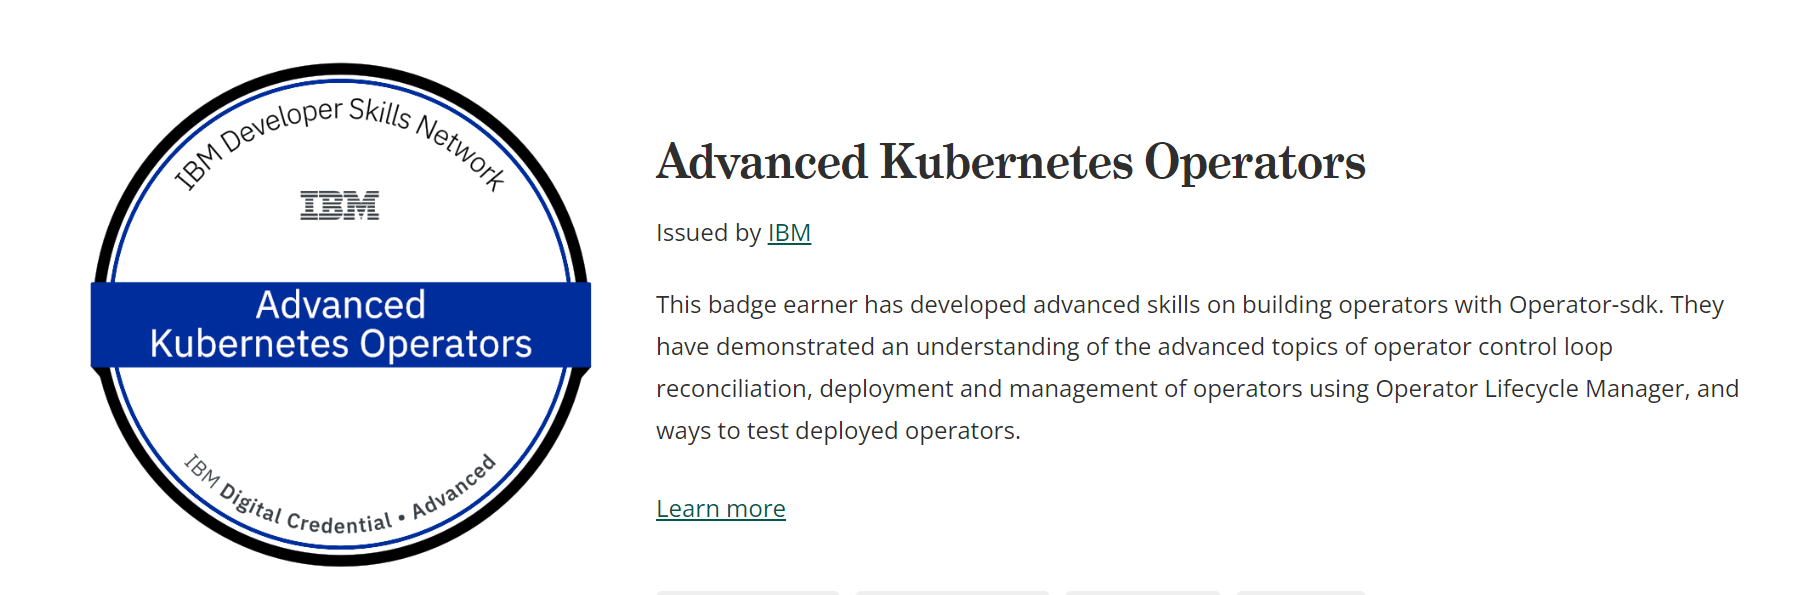 IBM Developer Skills Network
IBM
Advanced
Kubernetes Operators
IBM Digital Credential • Advanced
Advanced Kubernetes Operators
Issued by IBM
This badge earner has developed advanced skills on building operators with Operator-sdk. They
have demonstrated an understanding of the advanced topics of operator control loop
reconciliation, deployment and management of operators using Operator Lifecycle Manager, and
ways to test deployed operators.
Learn more